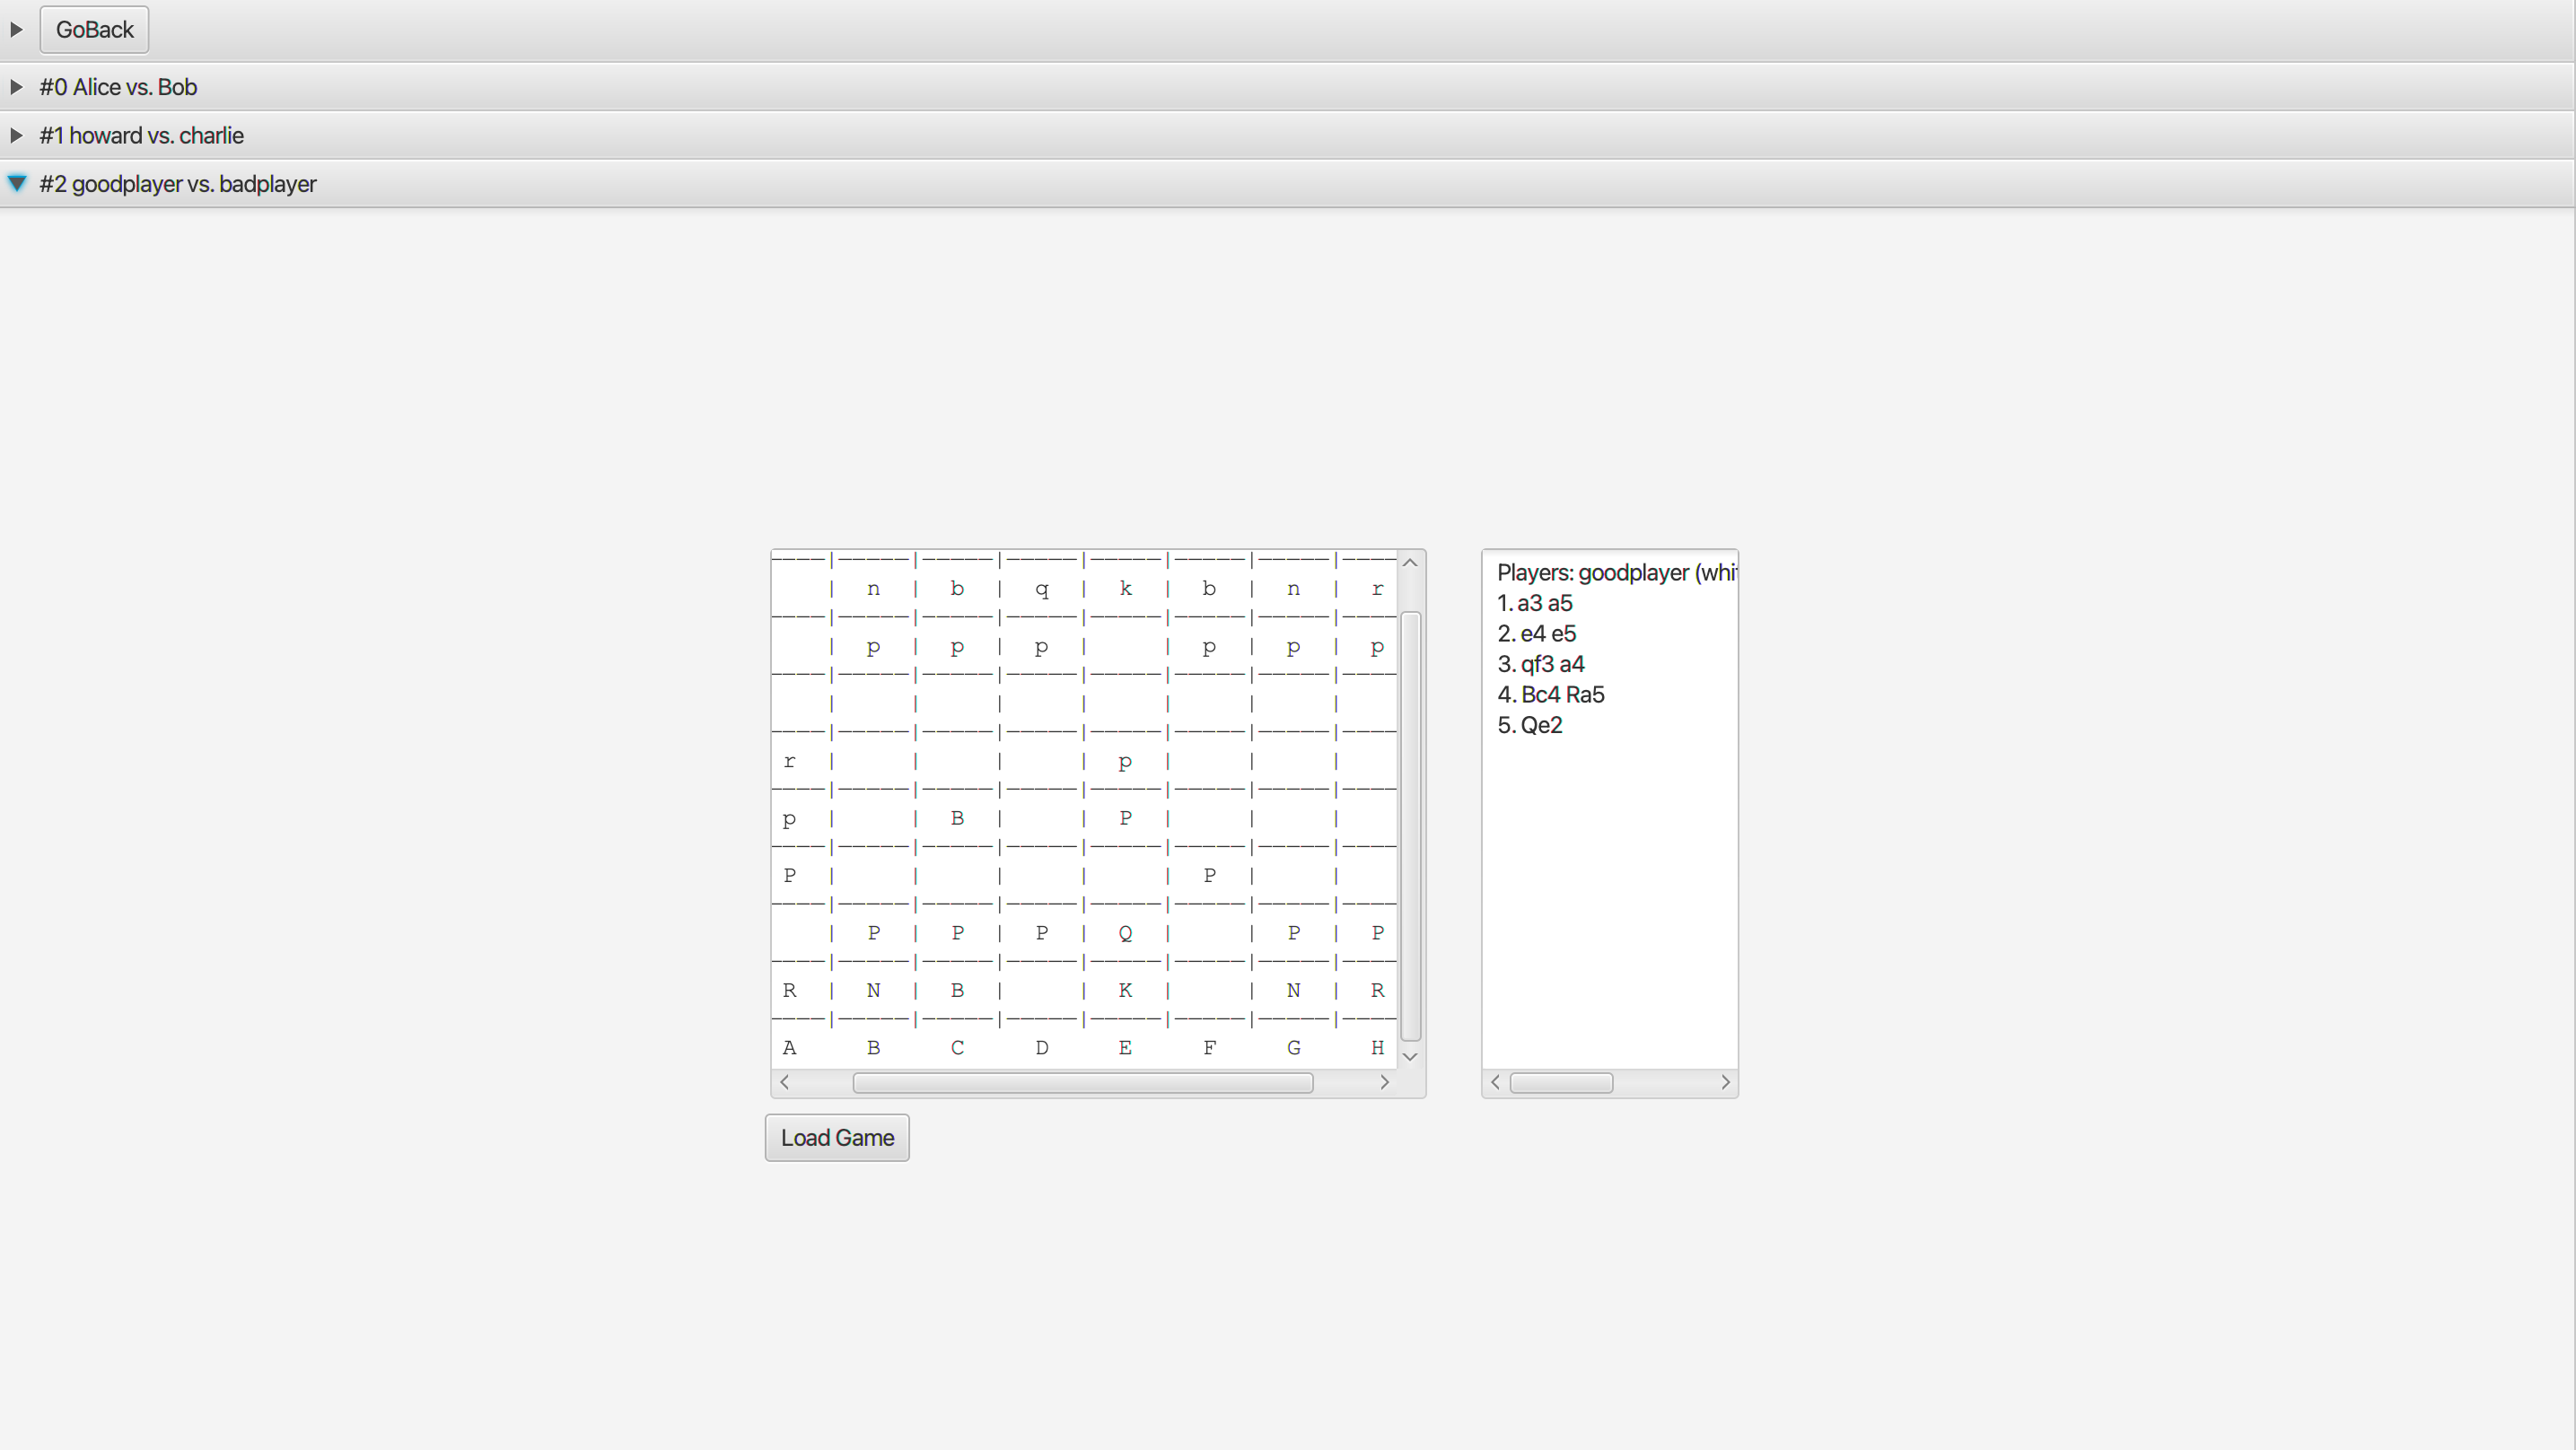 GoBack
#0 Alice vs. Bob
#1 howard vs. charlie
#2 goodplayer vs. badplayer
————|—————|—————|—————|—————|—————|—————|————
| n | b | q | k | b | n | r
————|—————|—————|—————|—————|—————|—————|————
| p | p | p | | p | p | p
————|—————|—————|—————|—————|—————|—————|————
| | | | | | |
————|—————|—————|—————|—————|—————|—————|————
r | | | | p | | |
————|—————|—————|—————|—————|—————|—————|————
p | | B | | P | | |
————|—————|—————|—————|—————|—————|—————|————
P | | | | | P | |
————|—————|—————|—————|—————|—————|—————|————
| P | P | P | Q | | P | P
————|—————|—————|—————|—————|—————|—————|————
R | N | B | | K | | N | R
————|—————|—————|—————|—————|—————|—————|————
A B C D E F G H
Players: goodplayer (whi
1. a3 a5
2. e4 e5
3. qf3 a4
4. Bc4 Ra5
5. Qe2
Load Game